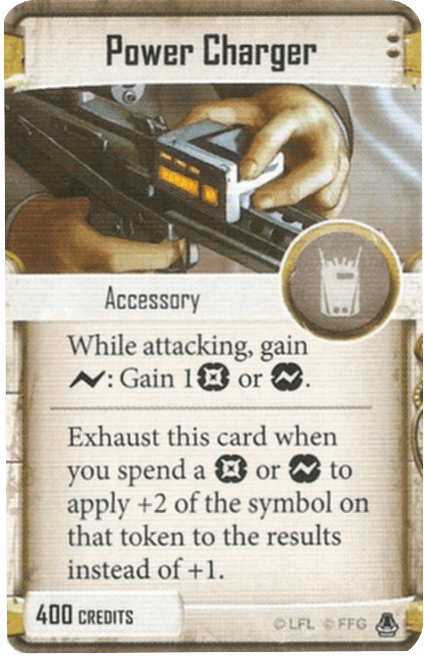 Power Charger
Accessory
While attacking, gain
: Gain 1 or .
Exhaust this card when
you spend a or to
apply +2 of the symbol on
that token to the results
instead of +1.
400 CREDITS
© LFL © FFG